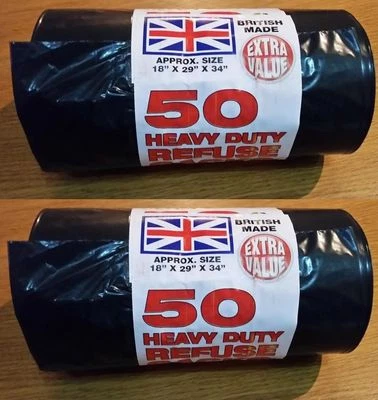 BRITISH
MADE
EXTRA
VALUE
APPROX. SIZE
18" X 29" X 34"
50
HEAVY DUTY
REFUSE
BRITISH
MADE
EXTRA
VALUE
APPROX. SIZE
18" X 29" X 34"
50
HEAVY DUTY
REFUSE